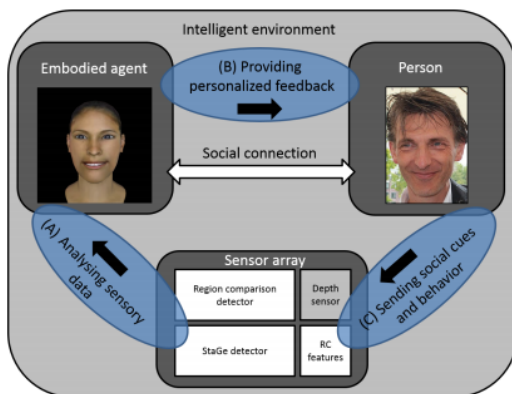 Intelligent environment
Embodied agent
(B) Providing
personalized feedback
Person
Social connection
(A) Analysing sensory
data
Sensor array
Region comparison
detector
Depth
sensor
StaGe detector
RC
features
(C) Sending social cues
and behavior